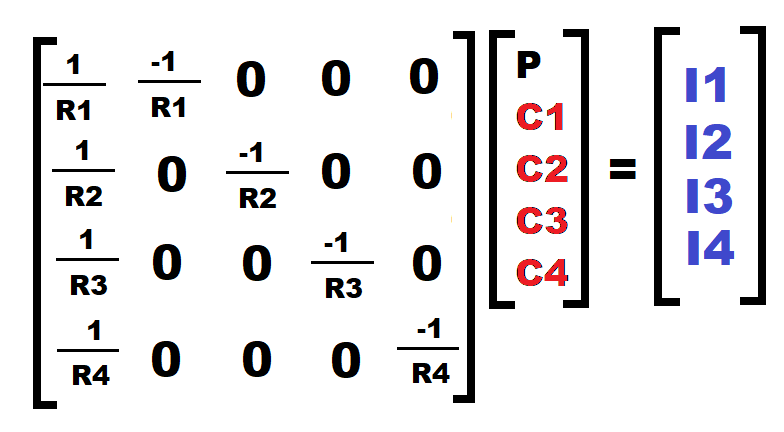 1/R1 -1/R1 0 0 0 P I1
1/R2 0 -1/R2 0 0 C1 I2
1/R3 0 0 -1/R3 0 C2 = I3
1/R4 0 0 0 -1/R4 C3 I4
C4